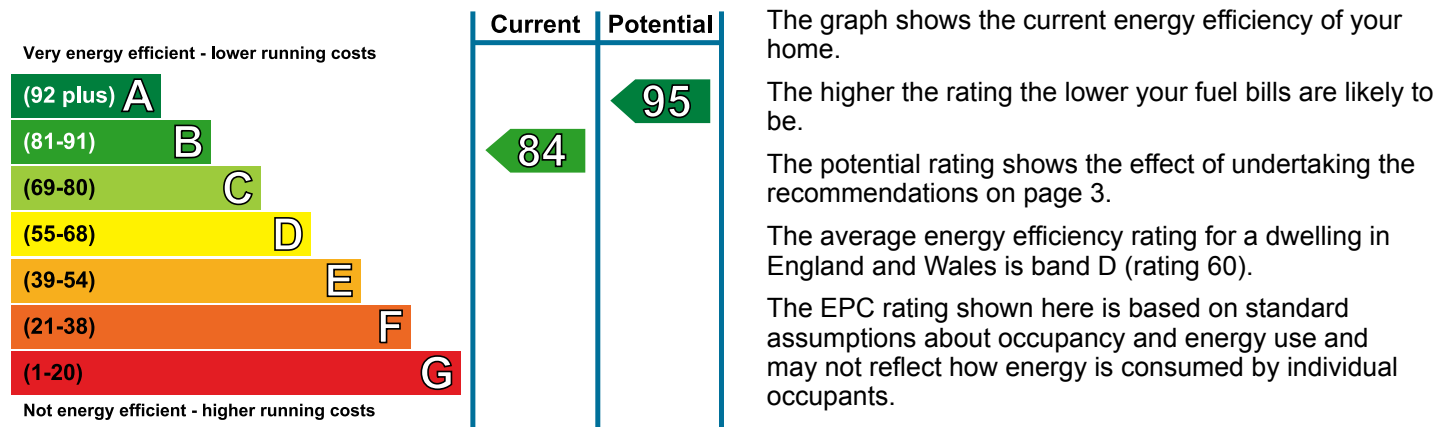 Current Potential
Very energy efficient - lower running costs
(92 plus) A
95
(81-91) B
84
(69-80) C
(55-68) D
(39-54) E
(21-38) F
(1-20) G
Not energy efficient - higher running costs
The graph shows the current energy efficiency of your
home.
The higher the rating the lower your fuel bills are likely to
be.
The potential rating shows the effect of undertaking the
recommendations on page 3.
The average energy efficiency rating for a dwelling in
England and Wales is band D (rating 60).
The EPC rating shown here is based on standard
assumptions about occupancy and energy use and
may not reflect how energy is consumed by individual
occupants.